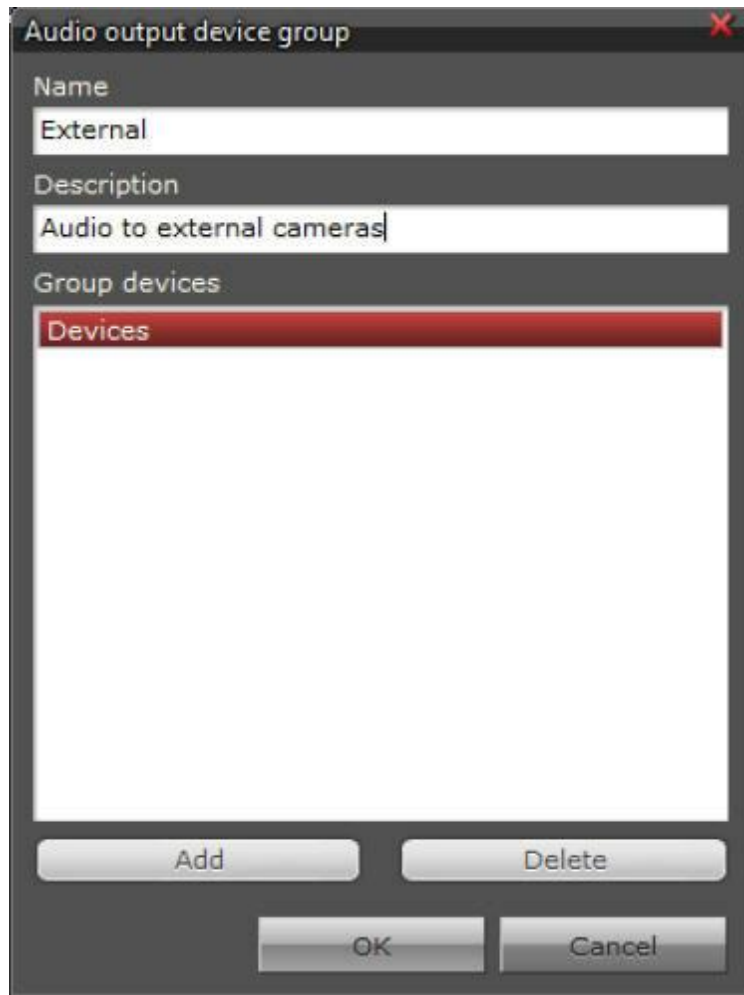 Audio output device group
Name
External
Description
Audio to external cameras
Group devices
Devices
Add Delete
OK Cancel